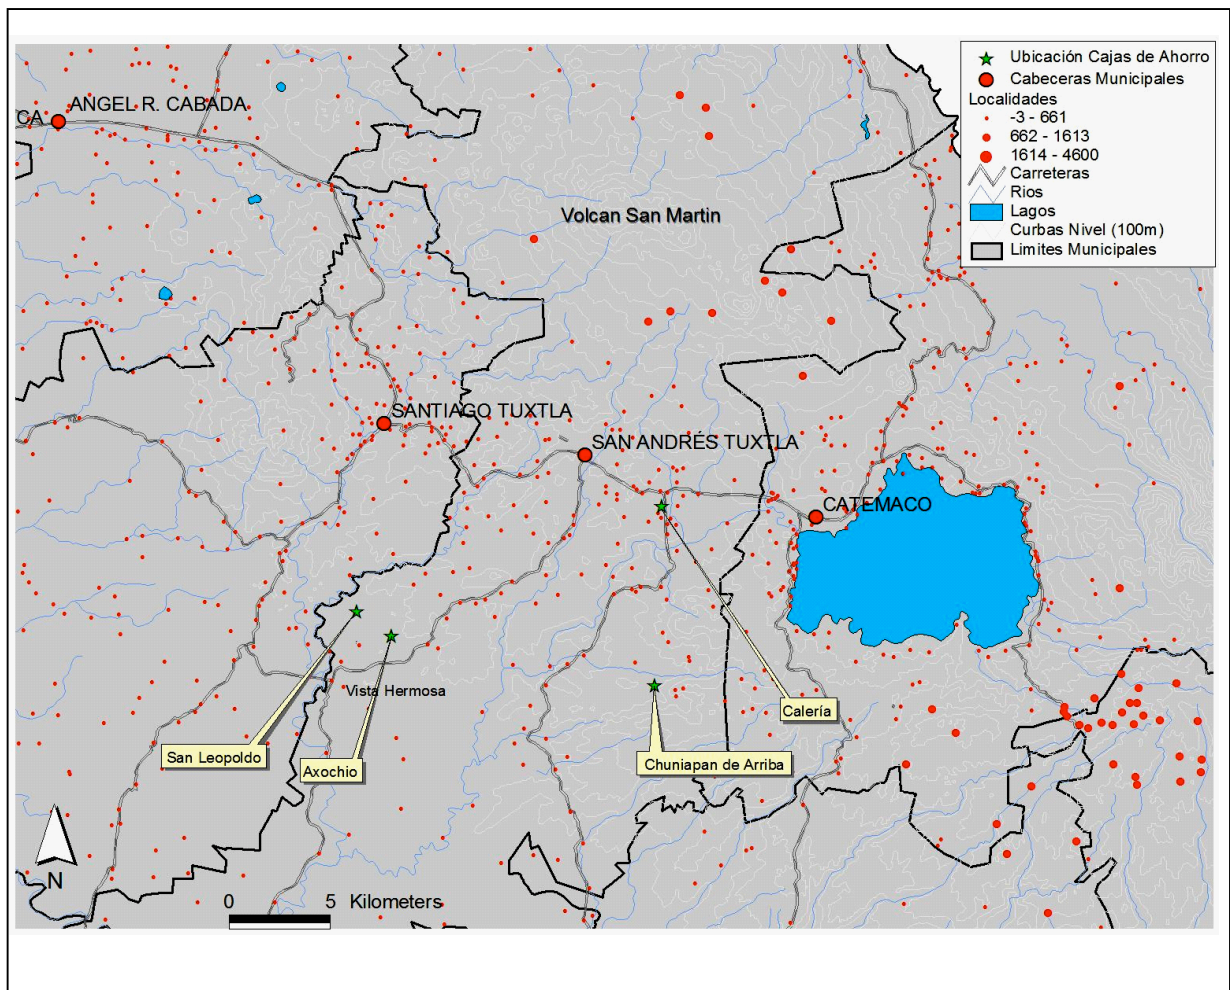 Ubicación Cajas de Ahorro
Cabeceras Municipales
Localidades
-3 - 661
662 - 1613
1614 - 4600
Carreteras
Rios
Lagos
Curbas Nivel (100m)
Limites Municipales
ANGEL R. CABADA
CA
Volcan San Martin
SANTIAGO TUXTLA
SAN ANDRÉS TUXTLA
CATEMACO
Vista Hermosa
Calería
San Leopoldo
Axochio
Chuniapan de Arriba
N
0 5 Kilometers